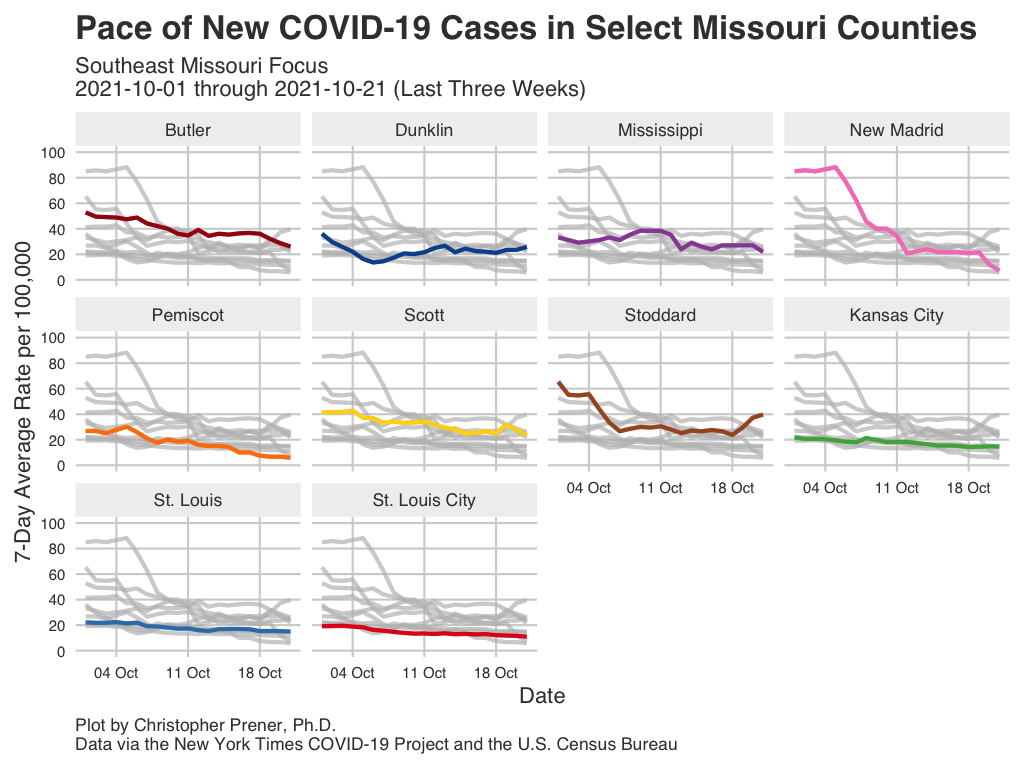 Pace of New COVID-19 Cases in Select Missouri Counties
Southeast Missouri Focus
2021-10-01 through 2021-10-21 (Last Three Weeks)
Butler Dunklin Mississippi New Madrid
100
80
60
40
20
0
Pemiscot Scott Stoddard Kansas City
100
80
60
40
20
0
04 Oct 11 Oct 18 Oct 04 Oct 11 Oct 18 Oct
St. Louis St. Louis City
100
80
60
40
20
0
04 Oct 11 Oct 18 Oct 04 Oct 11 Oct 18 Oct
7-Day Average Rate per 100,000
Date
Plot by Christopher Prener, Ph.D.
Data via the New York Times COVID-19 Project and the U.S. Census Bureau